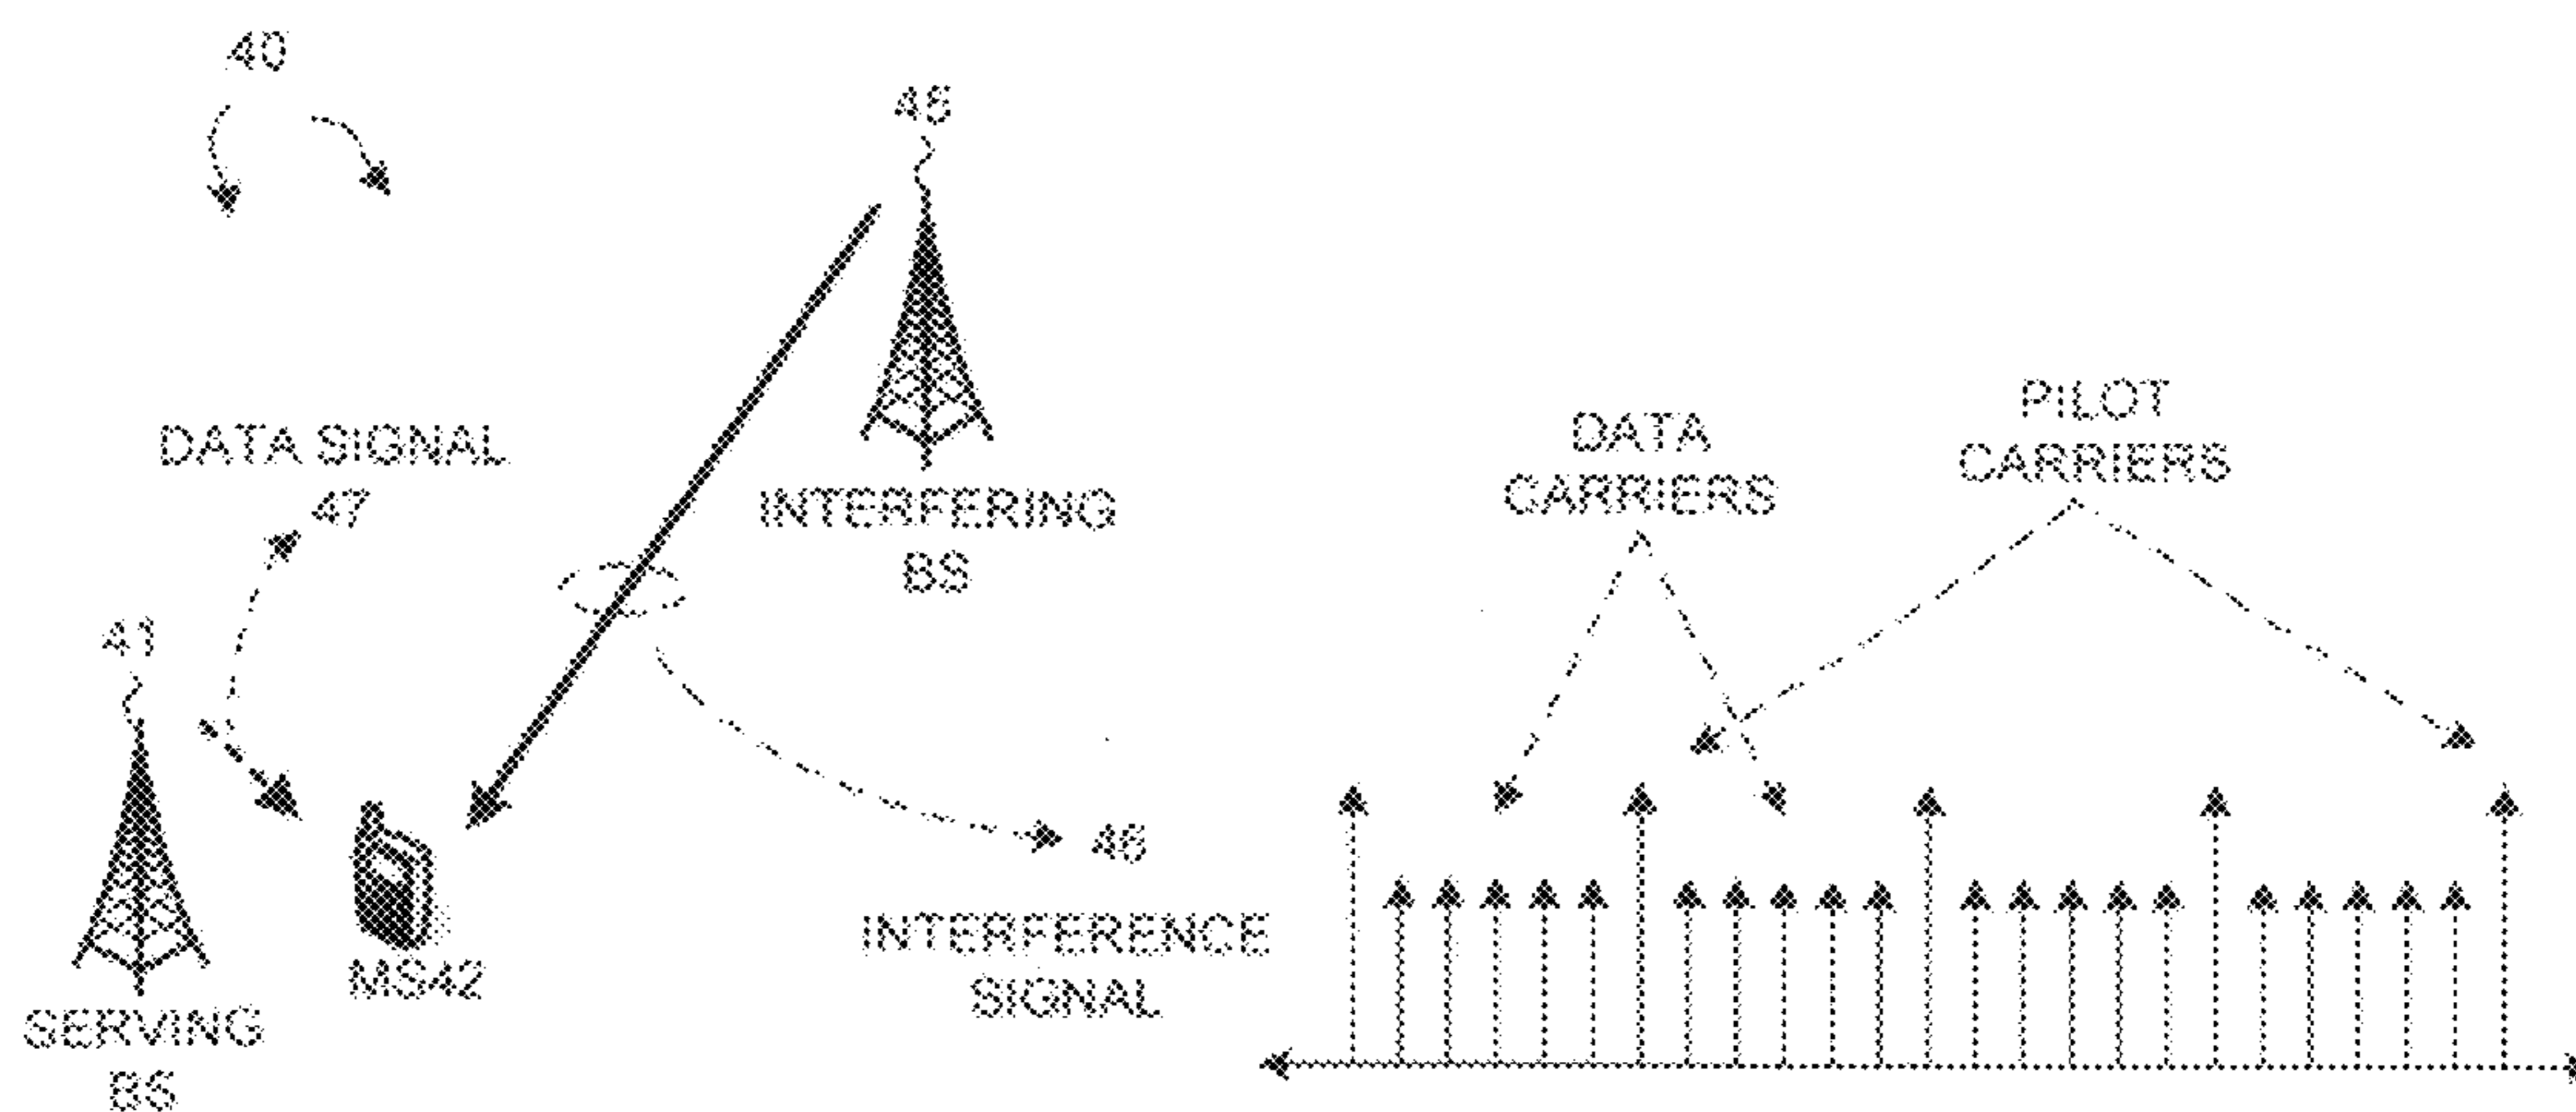 40
45
DATA SIGNAL
47
INTERFERING
BS
41
DATA
CARRIERS
PILOT
CARRIERS
46
INTERFERENCE
SIGNAL
MS42
SERVING
BS